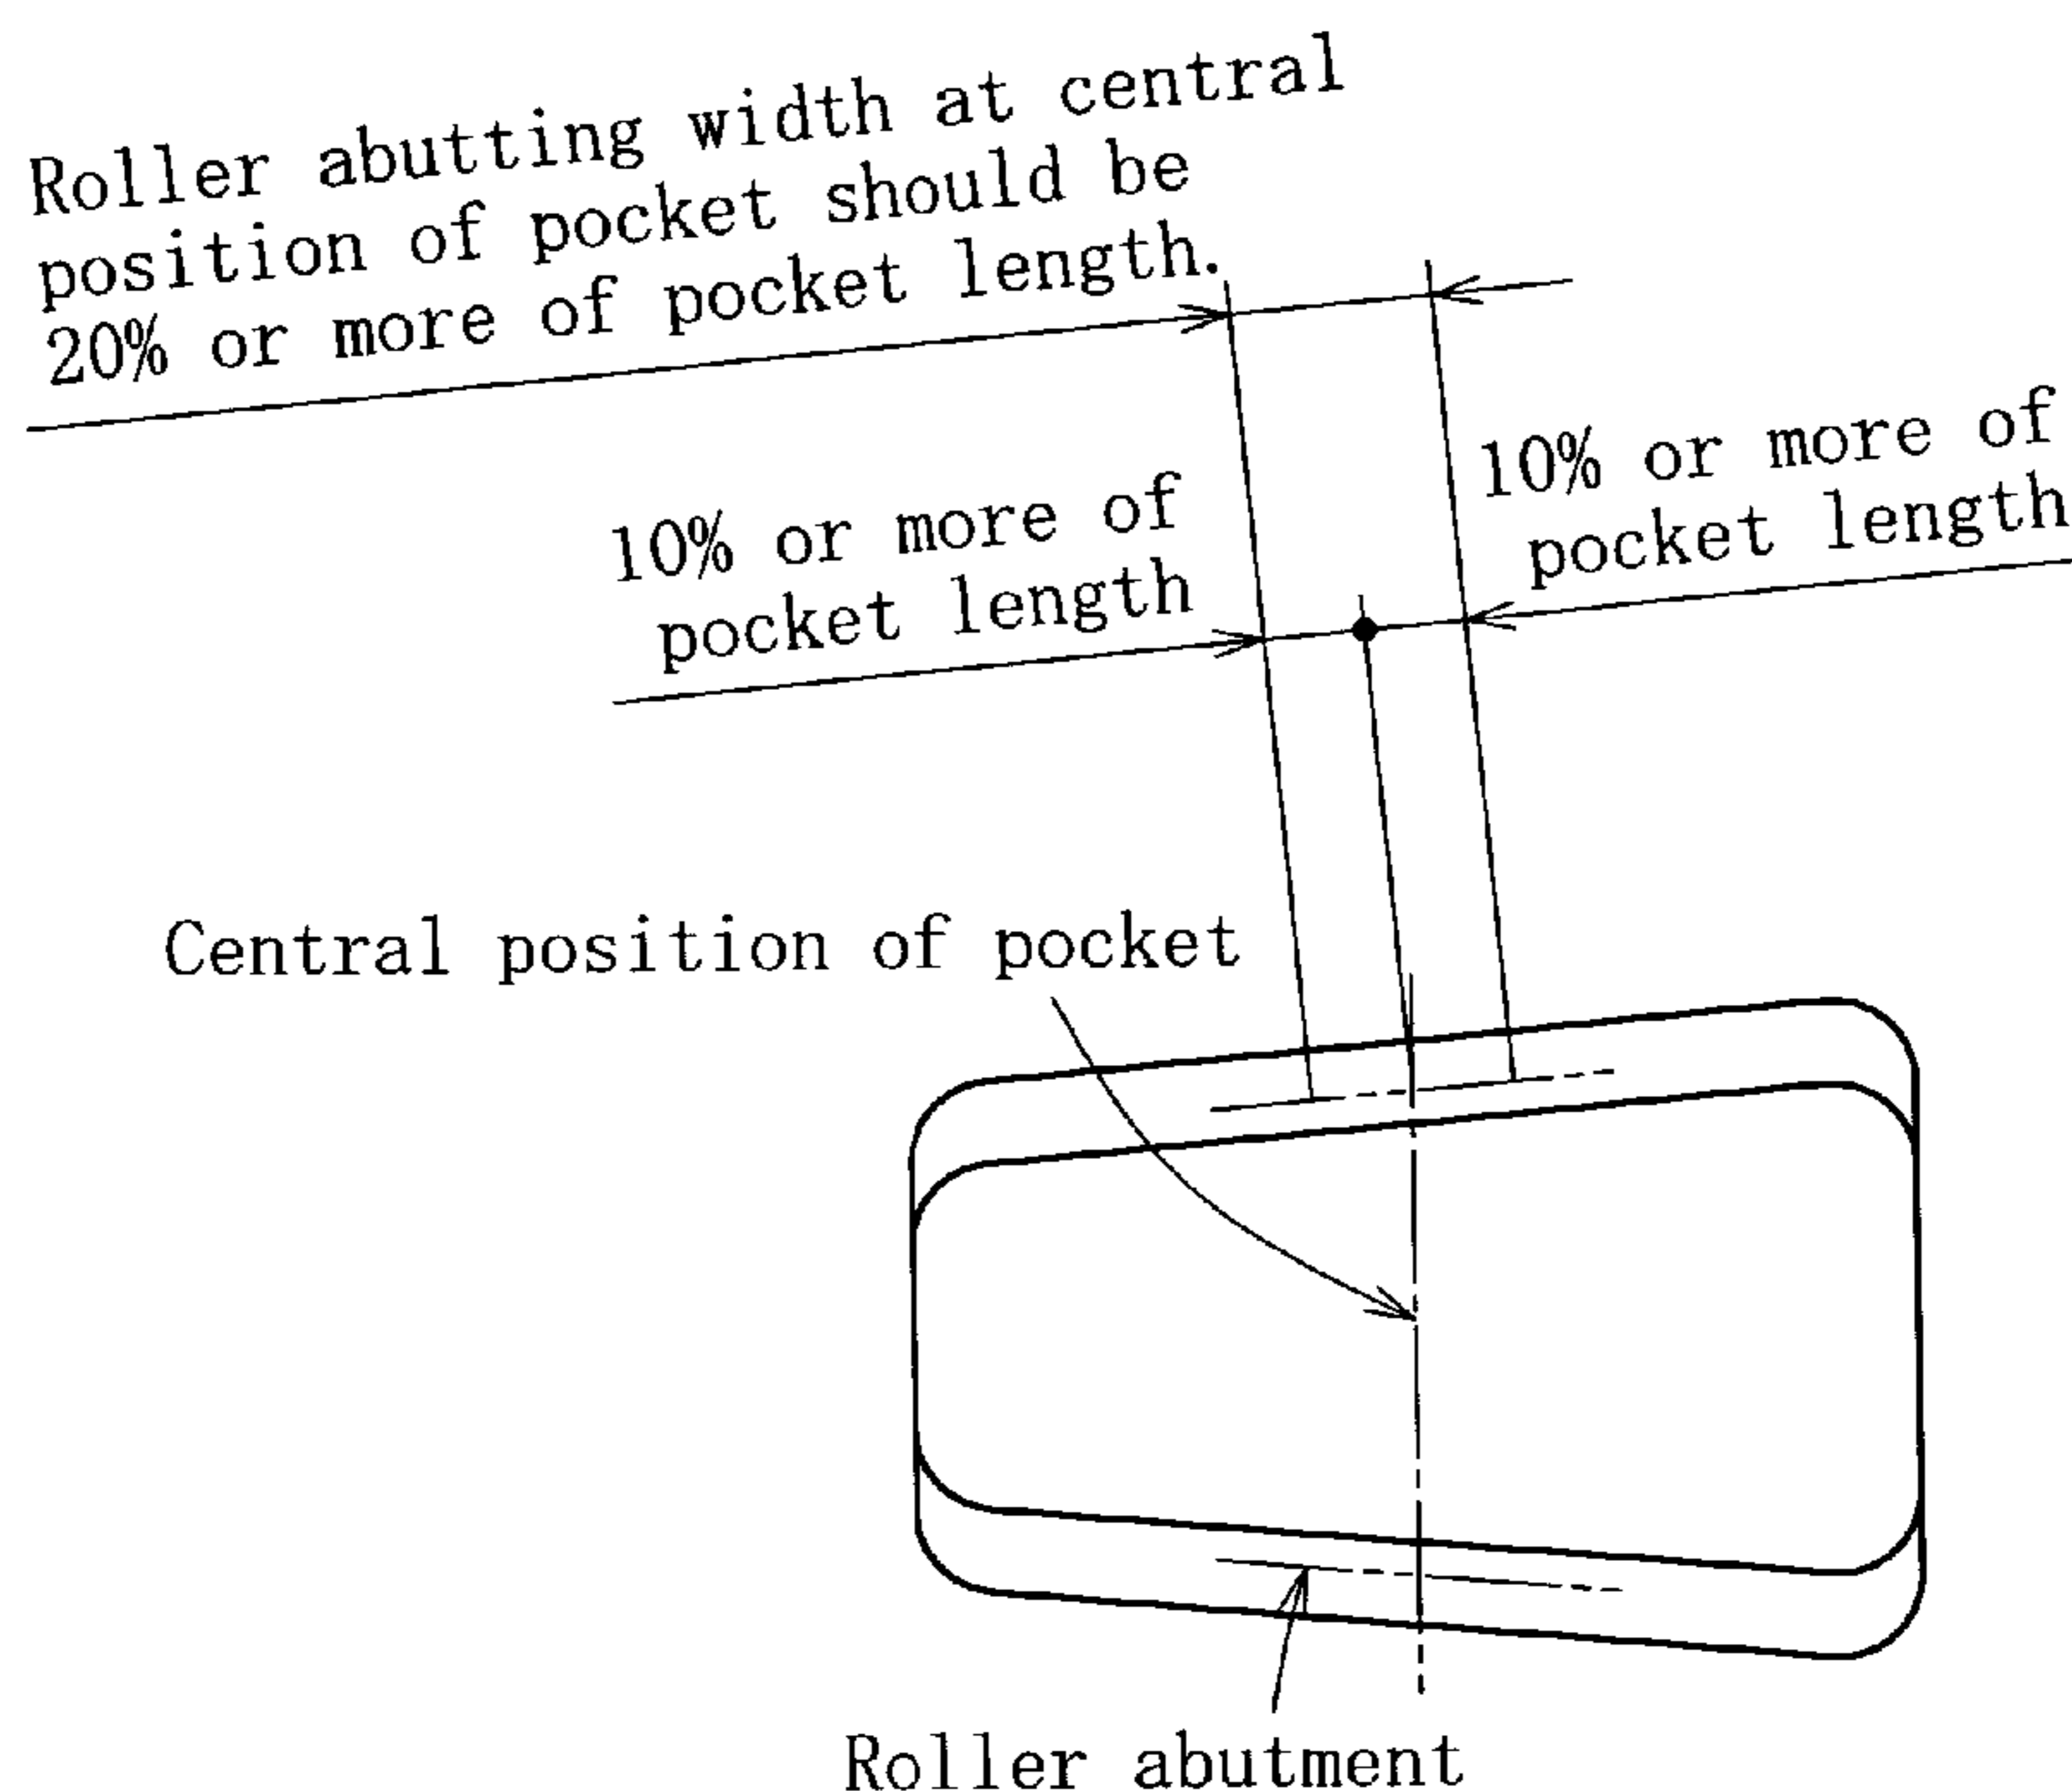 Roller abutting width at central
position of pocket should be
20% or more of pocket length.
10% or more of
pocket length
10% or more of
pocket length
Central position of pocket
Roller abutment